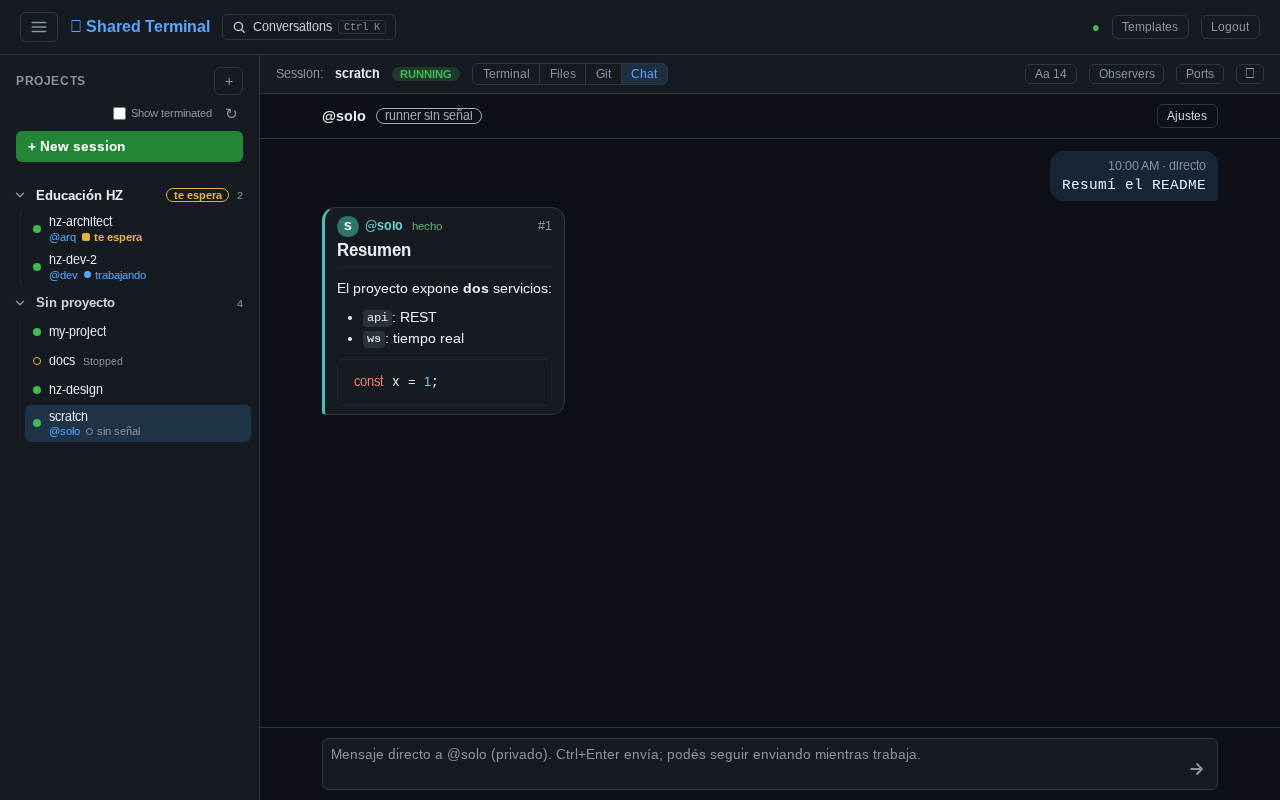 Shared Terminal
Conversations Ctrl K
Templates
Logout
PROJECTS
+
Show terminated
+ New session
Educación HZ te espera 2
hz-architect
@arq te espera
hz-dev-2
@dev trabajando
Sin proyecto 4
my-project
docs Stopped
hz-design
scratch
@solo sin señal
Session: scratch RUNNING Terminal Files Git Chat
Aa 14
Observers
Ports
@solo runner sin señal
Ajustes
10:00 AM · directo
Resumí el README
S @solo hecho #1
Resumen
El proyecto expone dos servicios:
• api: REST
• ws: tiempo real
const x = 1;
Mensaje directo a @solo (privado). Ctrl+Enter envía; podés seguir enviando mientras trabaja.